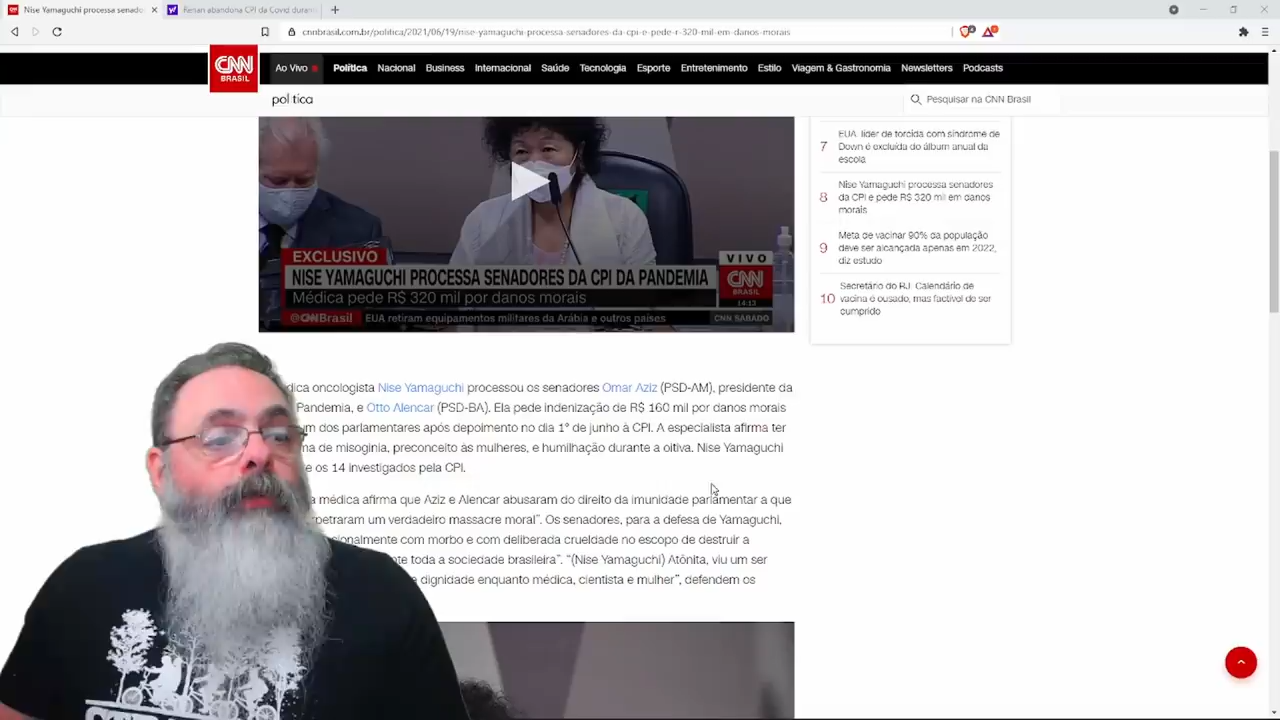 Nise Yamaguchi processa senado
Renan abandona CPI da Covid duran
cnnbrasil.com.br/politica/2021/06/19/nise-yamaguchi-processa-senadores-da-cpi-e-pede-r-320-mil-em-danos-morais
CNN BRASIL
Ao Vivo Política Nacional Business Internacional Saúde Tecnologia Esporte Entretenimento Estilo Viagem & Gastronomia Newsletters Podcasts
política
Pesquisar na CNN Brasil
EXCLUSIVO
NISE YAMAGUCHI PROCESSA SENADORES DA CPI DA PANDEMIA
Médica pede R$ 320 mil por danos morais
@CNNBrasil EUA retiram equipamentos militares da Arábia e outros países
VIVO
CNN
BRASIL
14:13
CNN SÁBADO
7 EUA: líder de torcida com síndrome de
Down é excluída do álbum anual da
escola
8 Nise Yamaguchi processa senadores
da CPI e pede R$ 320 mil em danos
morais
9 Meta de vacinar 90% da população
deve ser alcançada apenas em 2022,
diz estudo
10 Secretário do RJ: Calendário de
vacina é ousado, mas factível de ser
cumprido
dica oncologista Nise Yamaguchi processou os senadores Omar Aziz (PSD-AM), presidente da
Pandemia, e Otto Alencar (PSD-BA). Ela pede indenização de R$ 160 mil por danos morais
um dos parlamentares após depoimento no dia 1º de junho à CPI. A especialista afirma ter
ma de misoginia, preconceito às mulheres, e humilhação durante a oitiva. Nise Yamaguchi
e os 14 investigados pela CPI.
a médica afirma que Aziz e Alencar abusaram do direito da imunidade parlamentar a que
rpetraram um verdadeiro massacre moral”. Os senadores, para a defesa de Yamaguchi,
cionalmente com morbo e com deliberada crueldade no escopo de destruir a
nte toda a sociedade brasileira”. “(Nise Yamaguchi) Atônita, viu um ser
e dignidade enquanto médica, cientista e mulher”, defendem os